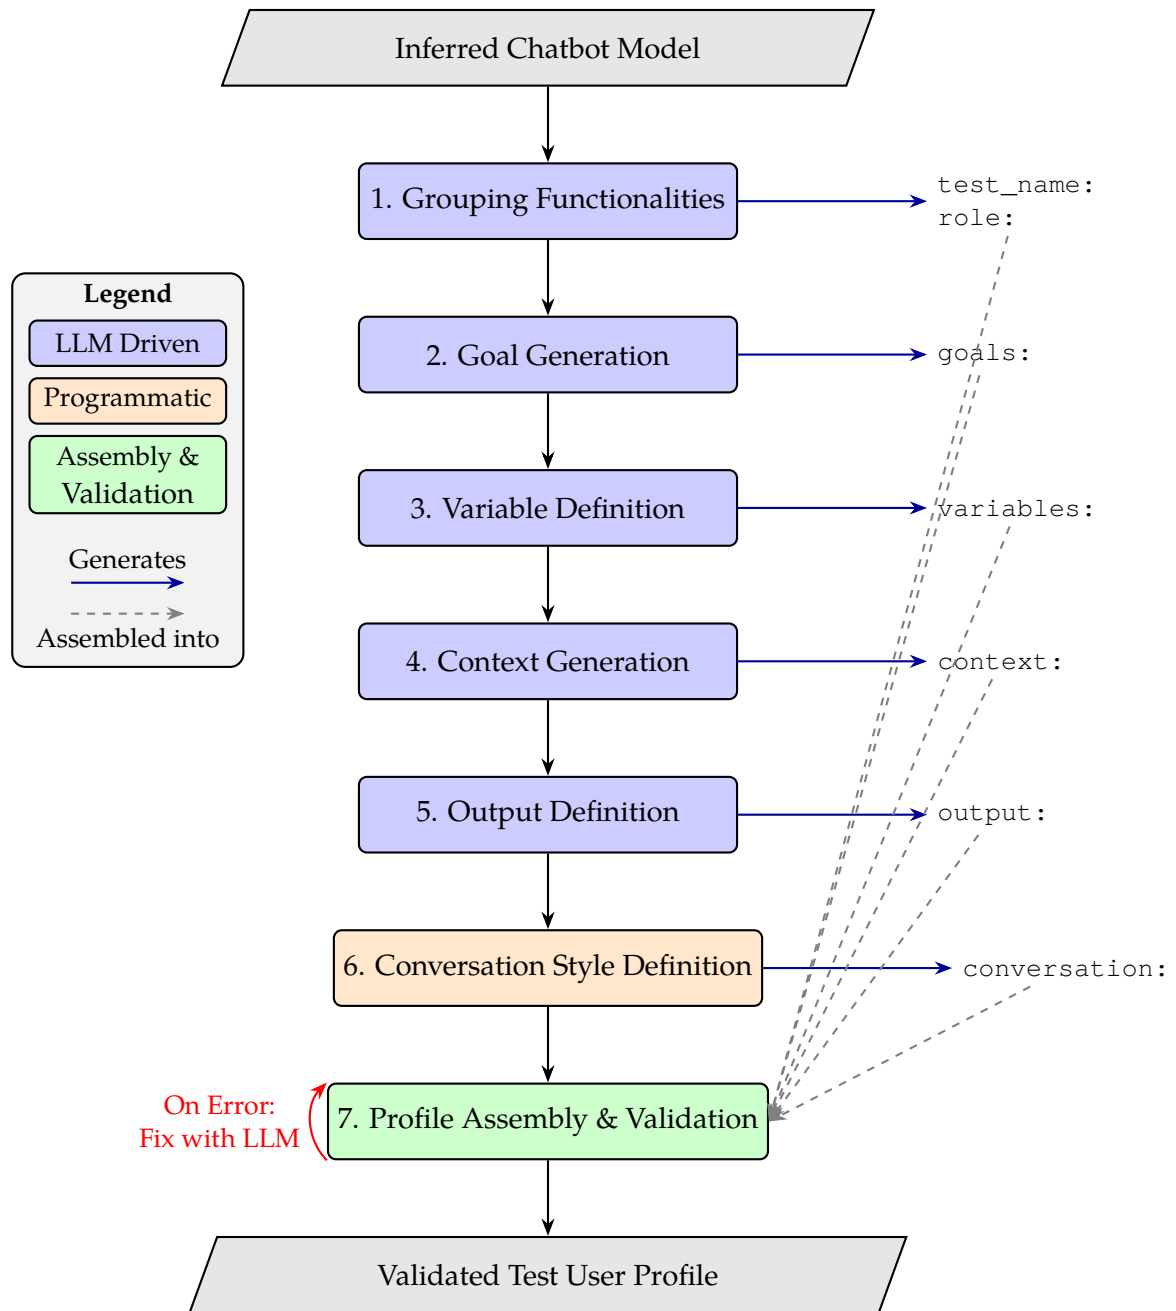 Inferred Chatbot Model
1. Grouping Functionalities
test_name:
role:
Legend
LLM Driven
Programmatic
Assembly &
Validation
Generates
Assembled into
2. Goal Generation
goals:
3. Variable Definition
variables:
4. Context Generation
context:
5. Output Definition
output:
6. Conversation Style Definition
conversation:
On Error:
Fix with LLM
7. Profile Assembly & Validation
Validated Test User Profile